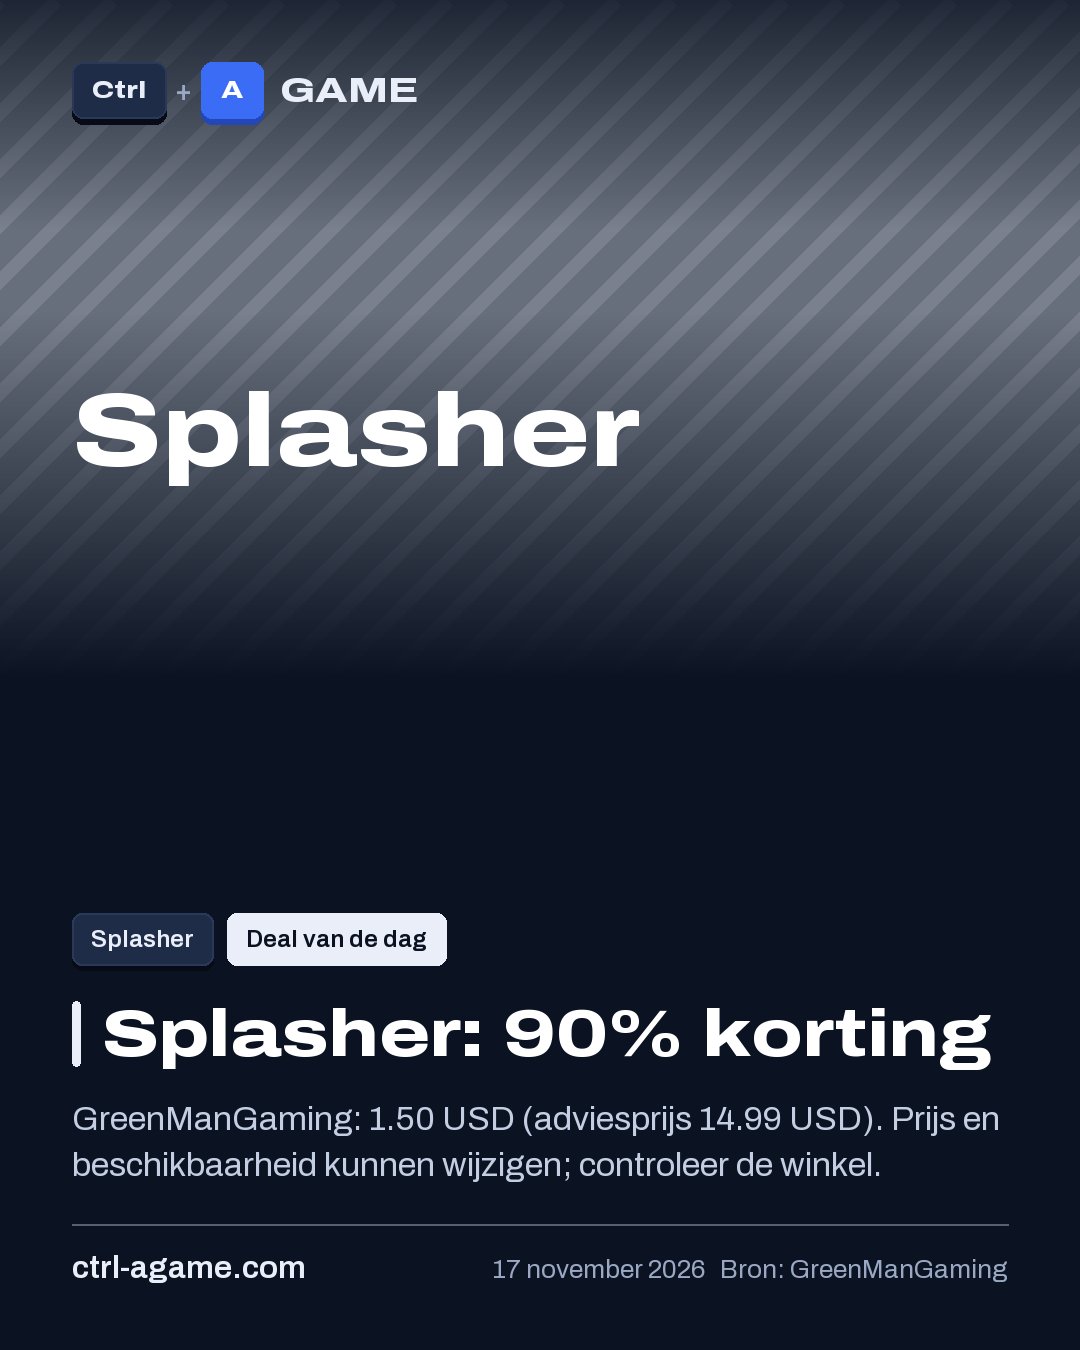 Ctrl + A GAME
Splasher
Splasher Deal van de dag
Splasher: 90% korting
GreenManGaming: 1.50 USD (adviesprijs 14.99 USD). Prijs en
beschikbaarheid kunnen wijzigen; controleer de winkel.
ctrl-agame.com 17 november 2026 Bron: GreenManGaming